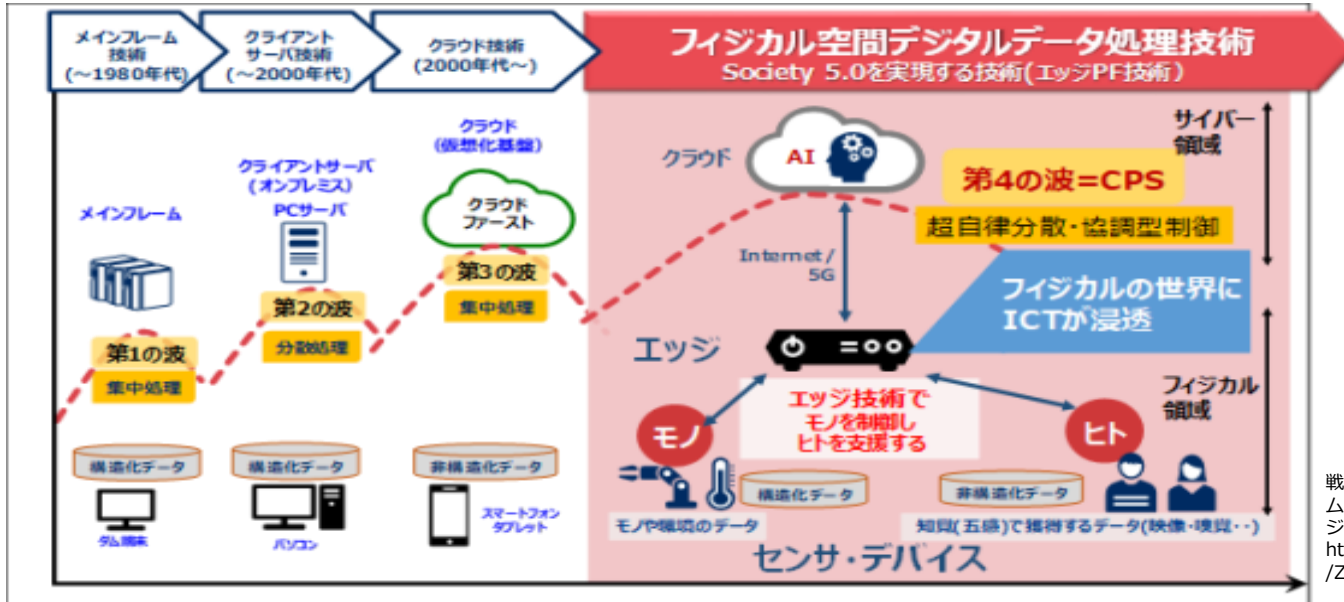 メインフレーム
技術
(～1980年代)
クライアント
サーバ技術
(～2000年代)
クラウド技術
(2000年代～)
フィジカル空間デジタルデータ処理技術
Society 5.0を実現する技術(エッジPF技術)
メインフレーム
第1の波
集中処理
構造化データ
ダム端末
クライアントサーバ
(オンプレミス)
PCサーバ
第2の波
分散処理
構造化データ
パソコン
クラウド
(仮想化基盤)
クラウド
ファースト
第3の波
集中処理
非構造化データ
スマートフォン
タブレット
クラウド
AI
サイバー
領域
第4の波=CPS
超自律分散・協調型制御
Internet/
5G
フィジカルの世界に
ICTが浸透
エッジ
エッジ技術で
モノを制御し
ヒトを支援する
フィジカル
領域
モノ
ヒト
構造化データ
非構造化データ
モノや環境のデータ
知覚(五感)で獲得するデータ(映像・嗅覚‥)
センサ・デバイス
戦
ム
ジ
ht
/Z